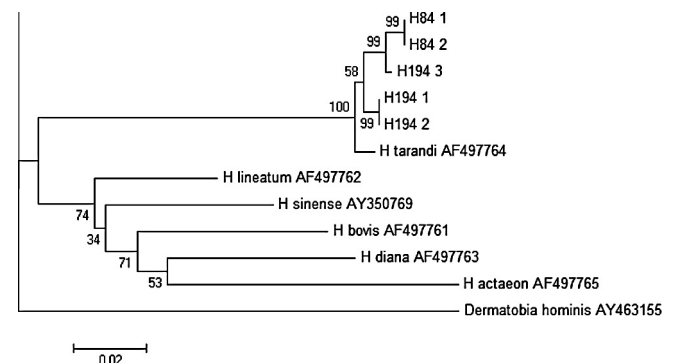 99 H84 1
H84 2
99
H194 3
58
H194 1
100
99 H194 2
H tarandi AF497764
H lineatum AF497762
74
H sinense AY350769
34
H bovis AF497761
71
H diana AF497763
53
H actaeon AF497765
Dermatobia hominis AY463155
0.02